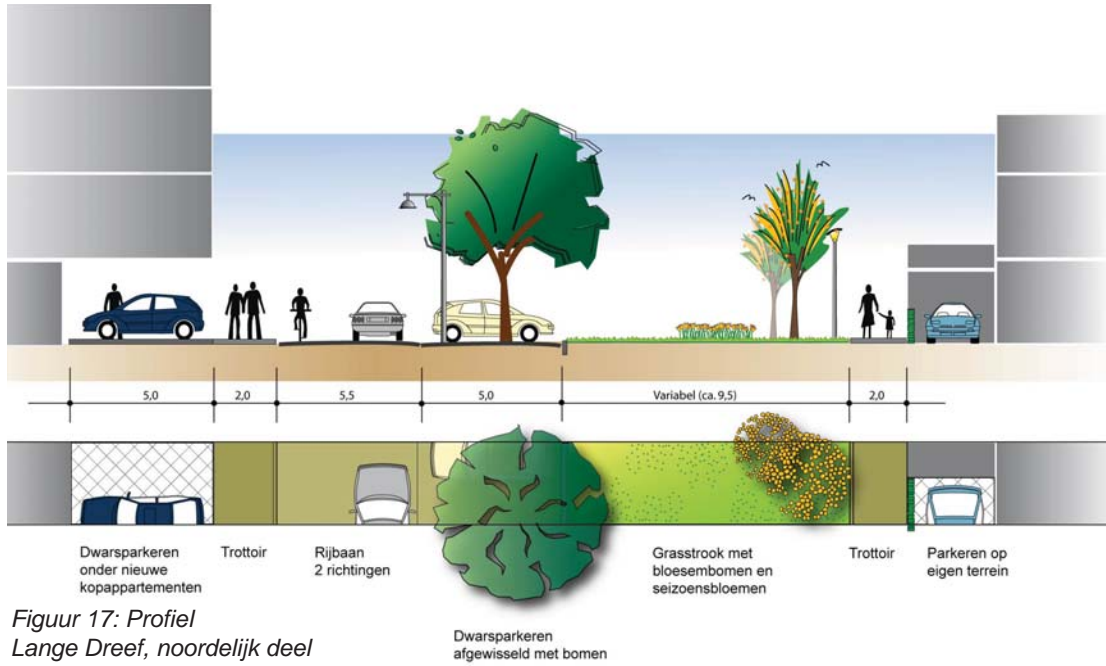 5,0
2,0
5,5
5,0
Variabel (ca. 9,5)
2,0
Dwarsparkeren
onder nieuwe
kopappartementen
Trottoir
Rijbaan
2 richtingen
Dwarsparkeren
afgewisseld met bomen
Grasstrook met
bloesembomen en
seizoensbloemen
Trottoir
Parkeren op
eigen terrein
Figuur 17: Profiel
Lange Dreef, noordelijk deel